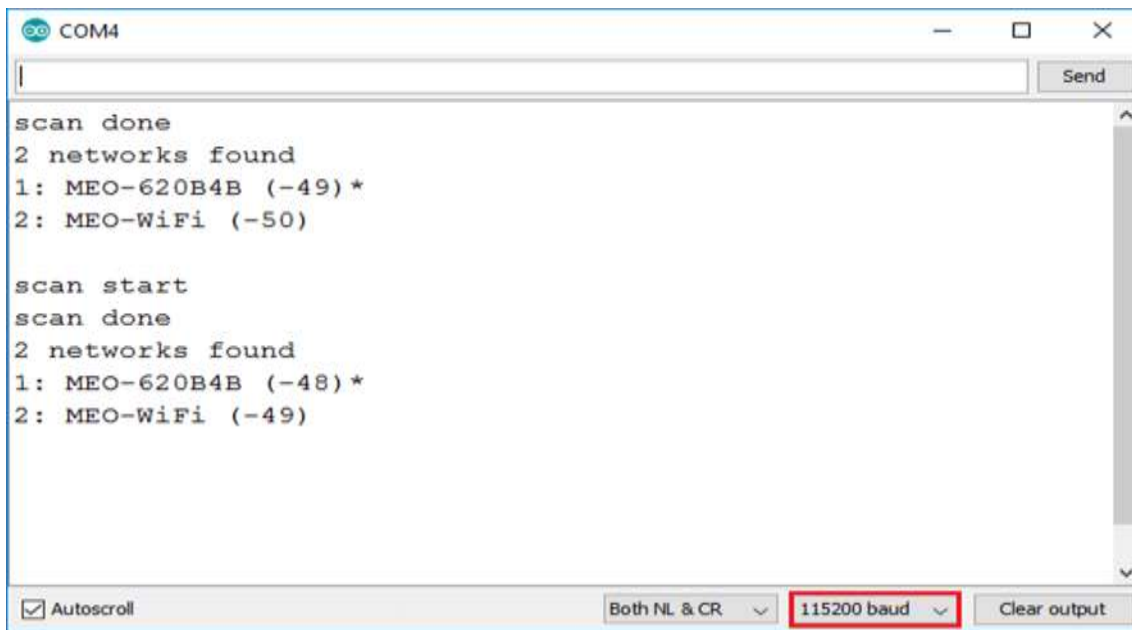 COM4
Send
scan done
2 networks found
1: MEO-620B4B (-49)*
2: MEO-WiFi (-50)
scan start
scan done
2 networks found
1: MEO-620B4B (-48)*
2: MEO-WiFi (-49)
Autoscroll
Both NL & CR
115200 baud
Clear output